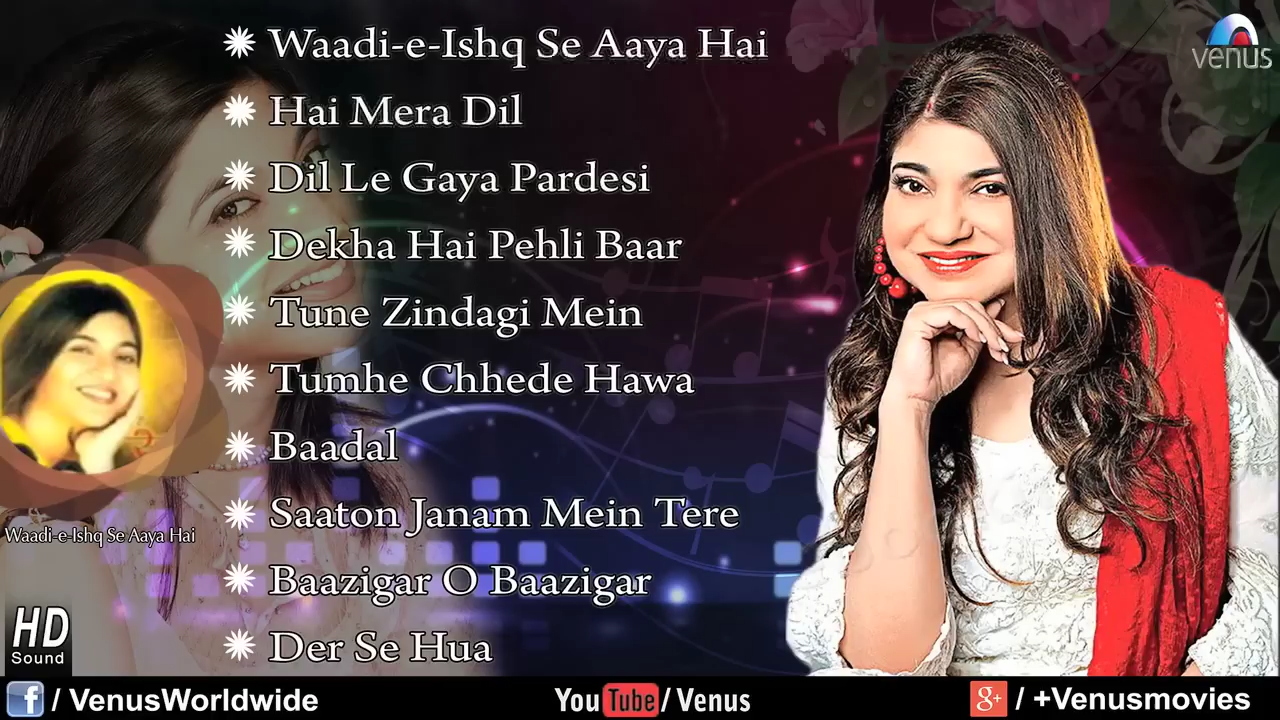 venus
Waadi-e-Ishq Se Aaya Hai
Hai Mera Dil
Dil Le Gaya Pardesi
Dekha Hai Pehli Baar
Tune Zindagi Mein
Tumhe Chhede Hawa
Baadal
Saaton Janam Mein Tere
Baazigar O Baazigar
Der Se Hua
Waadi-e-Ishq Se Aaya Hai
HD
Sound
f / VenusWorldwide
YouTube / Venus
g+ / +Venusmovies